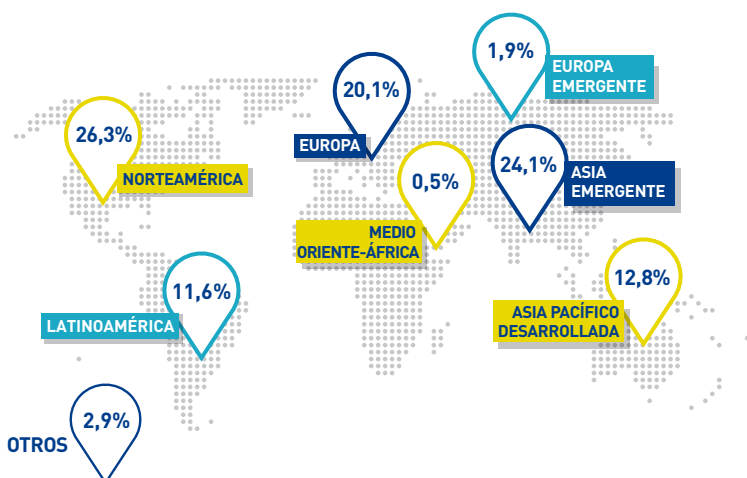 1,9%
EUROPA
EMERGENTE
20,1%
EUROPA
26,3%
NORTEAMÉRICA
24,1%
ASIA
EMERGENTE
0,5%
MEDIO
ORIENTE-ÁFRICA
12,8%
ASIA PACÍFICO
DESARROLLADA
11,6%
LATINOAMÉRICA
2,9%
OTROS